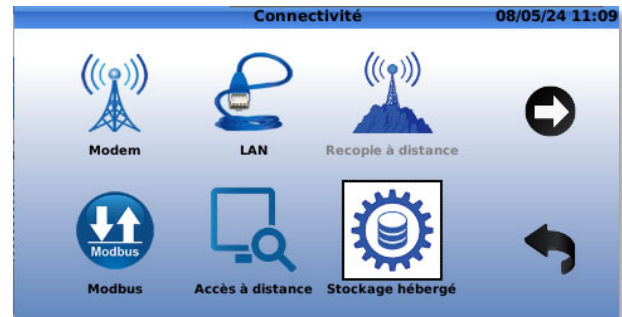 Connectivité 08/05/24 11:09
Modem LAN Recopie à distance
Modbus
Modbus Accès à distance Stockage hébergé